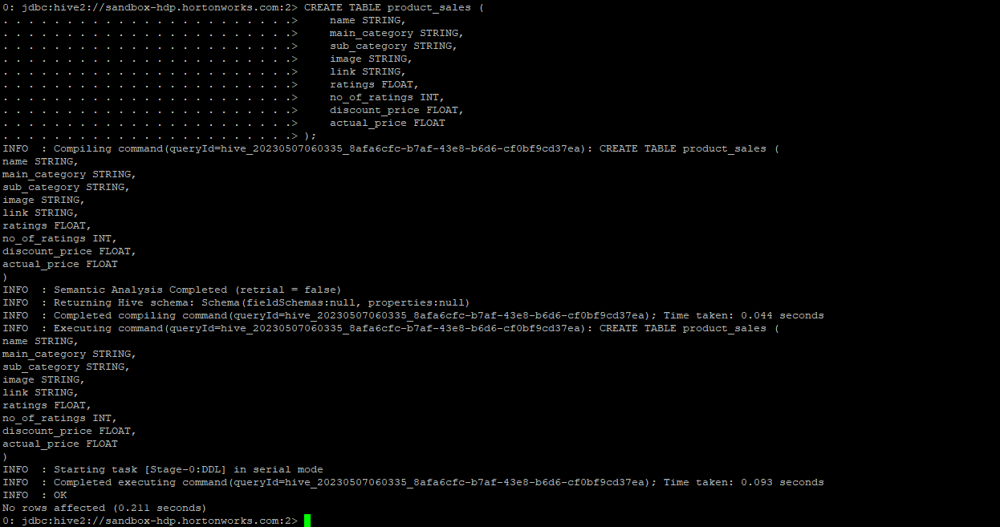 0: jdbc:hive2://sandbox-hdp.hortonworks.com:2> CREATE TABLE product_sales (
. . . . . . . . . . . . . . . . . . . . . . .>     name STRING,
. . . . . . . . . . . . . . . . . . . . . . .>     main_category STRING,
. . . . . . . . . . . . . . . . . . . . . . .>     sub_category STRING,
. . . . . . . . . . . . . . . . . . . . . . .>     image STRING,
. . . . . . . . . . . . . . . . . . . . . . .>     link STRING,
. . . . . . . . . . . . . . . . . . . . . . .>     ratings FLOAT,
. . . . . . . . . . . . . . . . . . . . . . .>     no_of_ratings INT,
. . . . . . . . . . . . . . . . . . . . . . .>     discount_price FLOAT,
. . . . . . . . . . . . . . . . . . . . . . .>     actual_price FLOAT
. . . . . . . . . . . . . . . . . . . . . . .> );
INFO  : Compiling command(queryId=hive_20230507060335_8afa6cfc-b7af-43e8-b6d6-cf0bf9cd37ea): CREATE TABLE product_sales (
name STRING,
main_category STRING,
sub_category STRING,
image STRING,
link STRING,
ratings FLOAT,
no_of_ratings INT,
discount_price FLOAT,
actual_price FLOAT
)
INFO  : Semantic Analysis Completed (retrial = false)
INFO  : Returning Hive schema: Schema(fieldSchemas:null, properties:null)
INFO  : Completed compiling command(queryId=hive_20230507060335_8afa6cfc-b7af-43e8-b6d6-cf0bf9cd37ea); Time taken: 0.044 seconds
INFO  : Executing command(queryId=hive_20230507060335_8afa6cfc-b7af-43e8-b6d6-cf0bf9cd37ea): CREATE TABLE product_sales (
name STRING,
main_category STRING,
sub_category STRING,
image STRING,
link STRING,
ratings FLOAT,
no_of_ratings INT,
discount_price FLOAT,
actual_price FLOAT
)
INFO  : Starting task [Stage-0:DDL] in serial mode
INFO  : Completed executing command(queryId=hive_20230507060335_8afa6cfc-b7af-43e8-b6d6-cf0bf9cd37ea); Time taken: 0.093 seconds
INFO  : OK
No rows affected (0.211 seconds)
0: jdbc:hive2://sandbox-hdp.hortonworks.com:2>